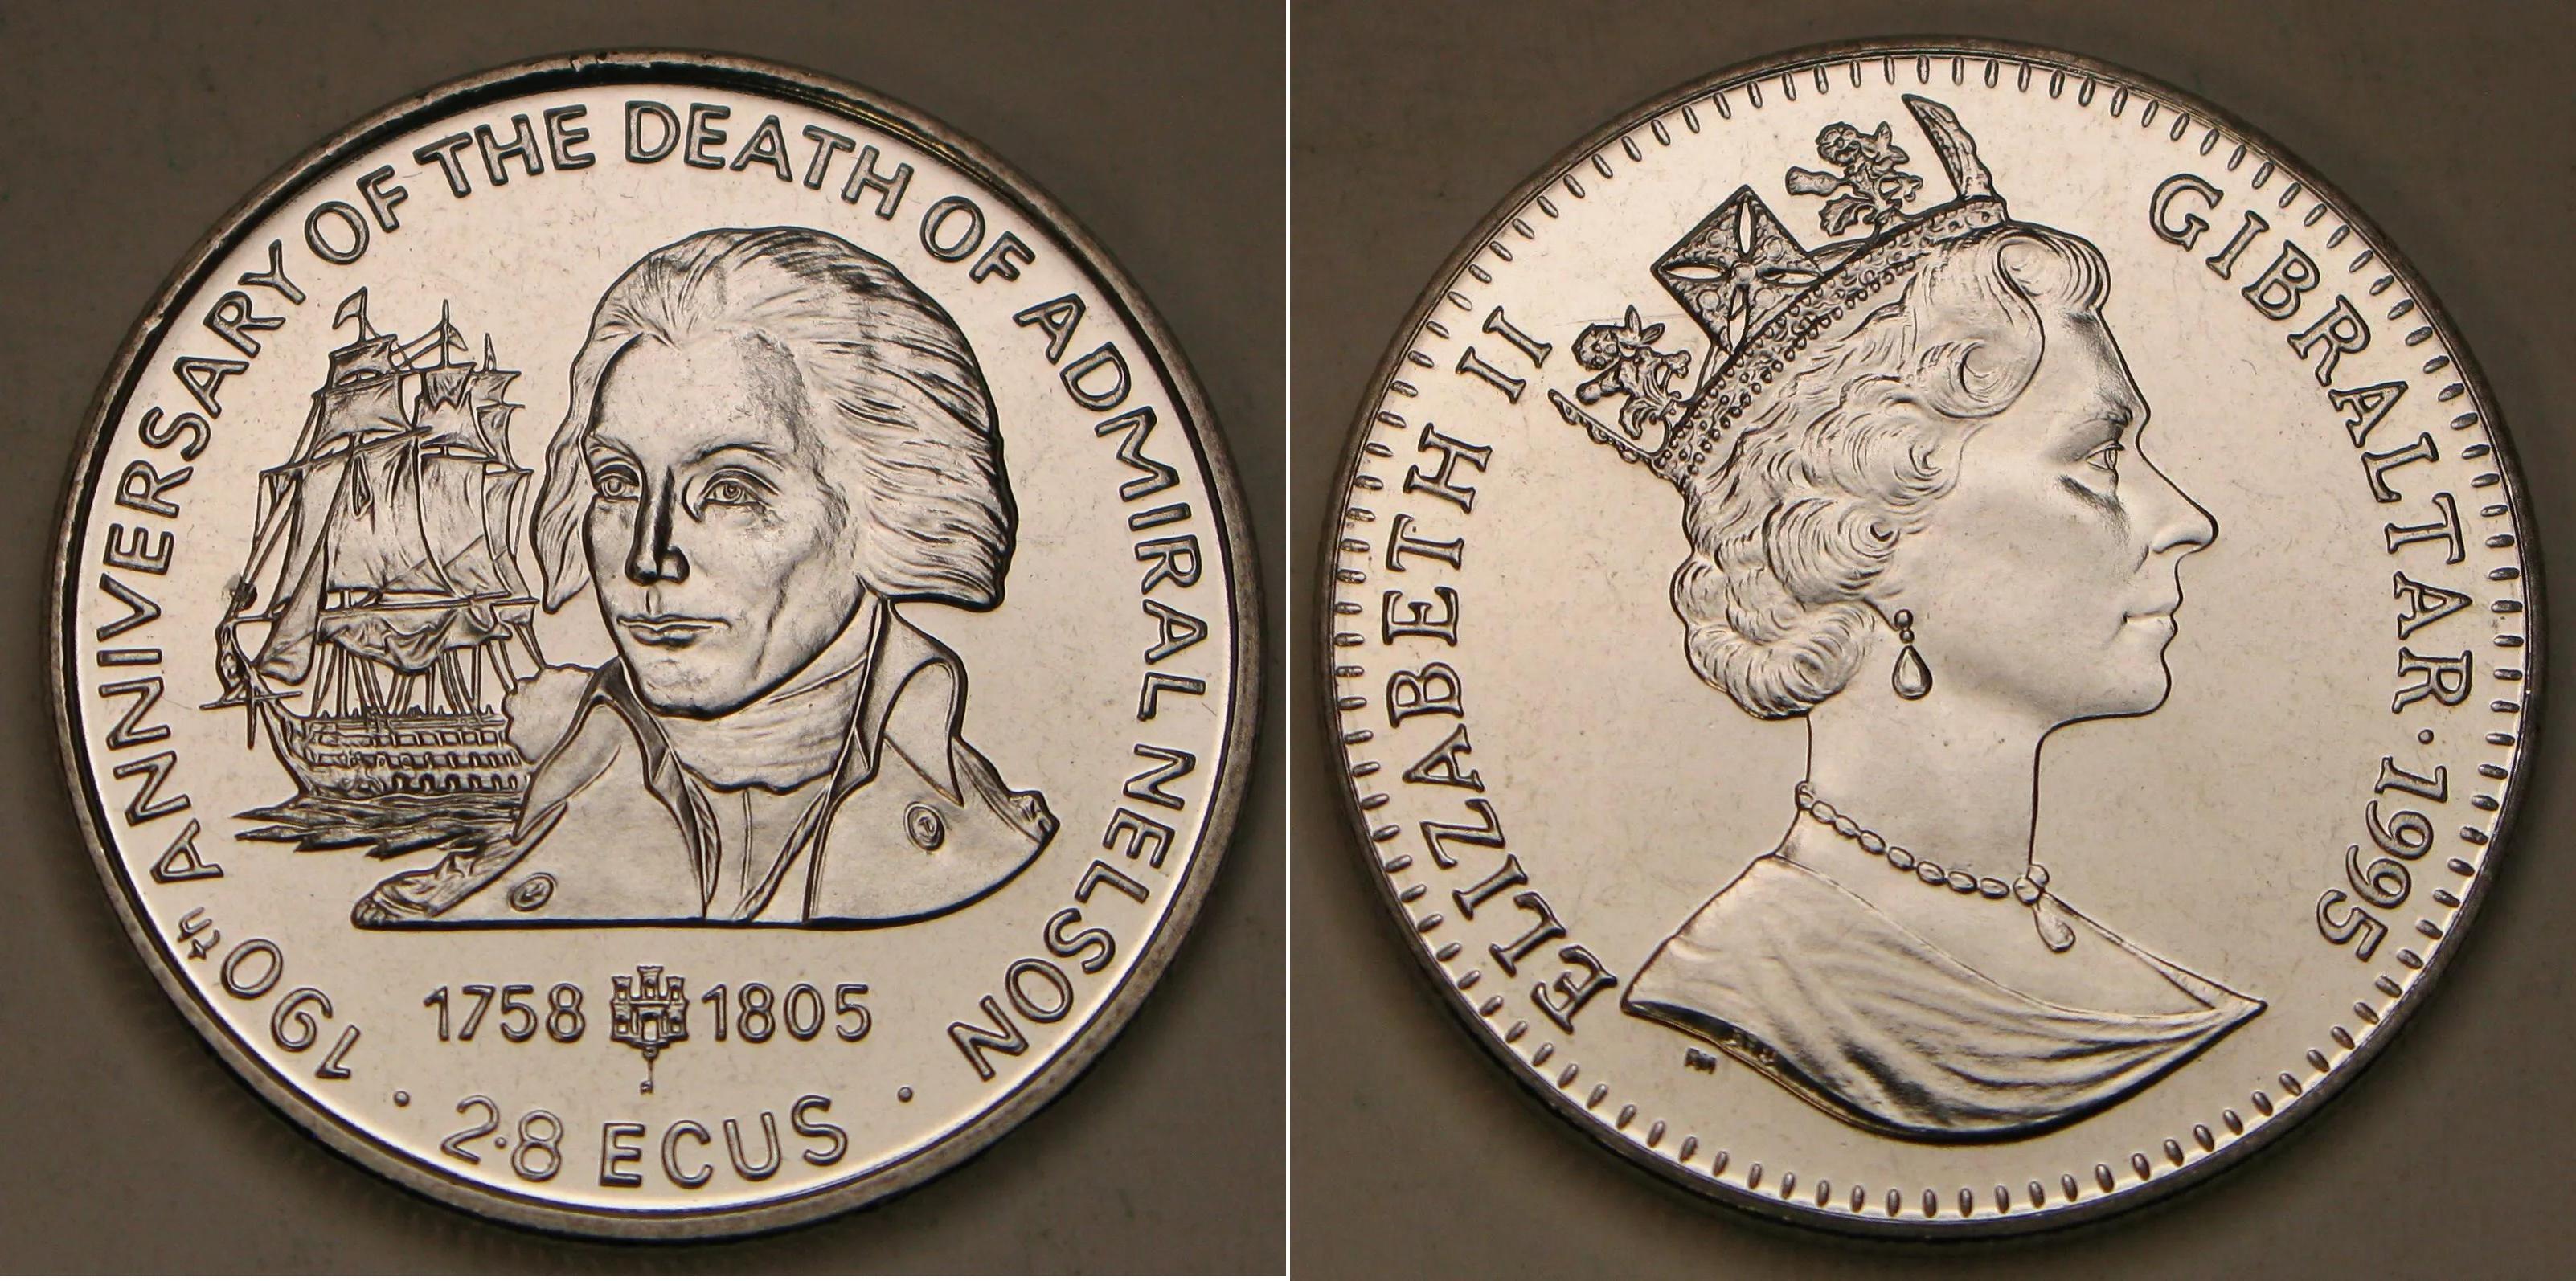 190th ANNIVERSARY OF THE DEATH OF ADMIRAL NELSON
1758 1805
· 2·8 ECUS ·
ELIZABETH II
GIBRALTAR · 1995